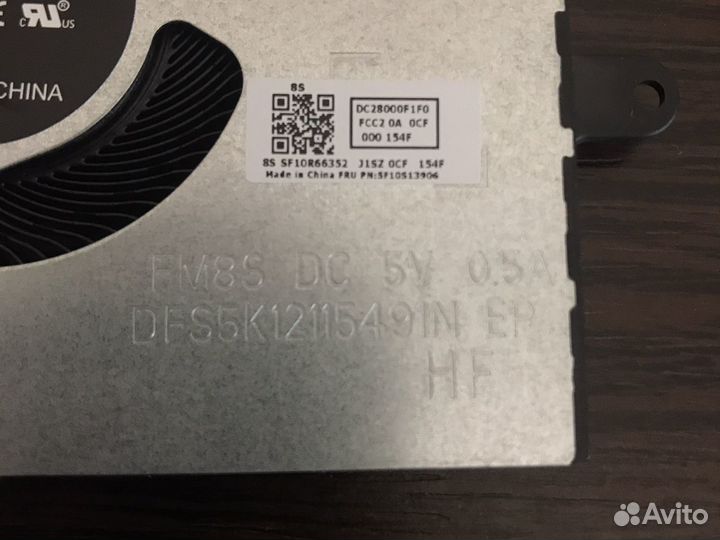 E c us ®
CHINA
8S
DC28000F1F0
FCC2 0A 0CF
000 154F
8S SF10R66352 J1SZ 0CF 154F
Made in China FRU PN:5F10S13906
FM8S DC 5V 0.5A
DFS5K12115491N EP
HF
Avito